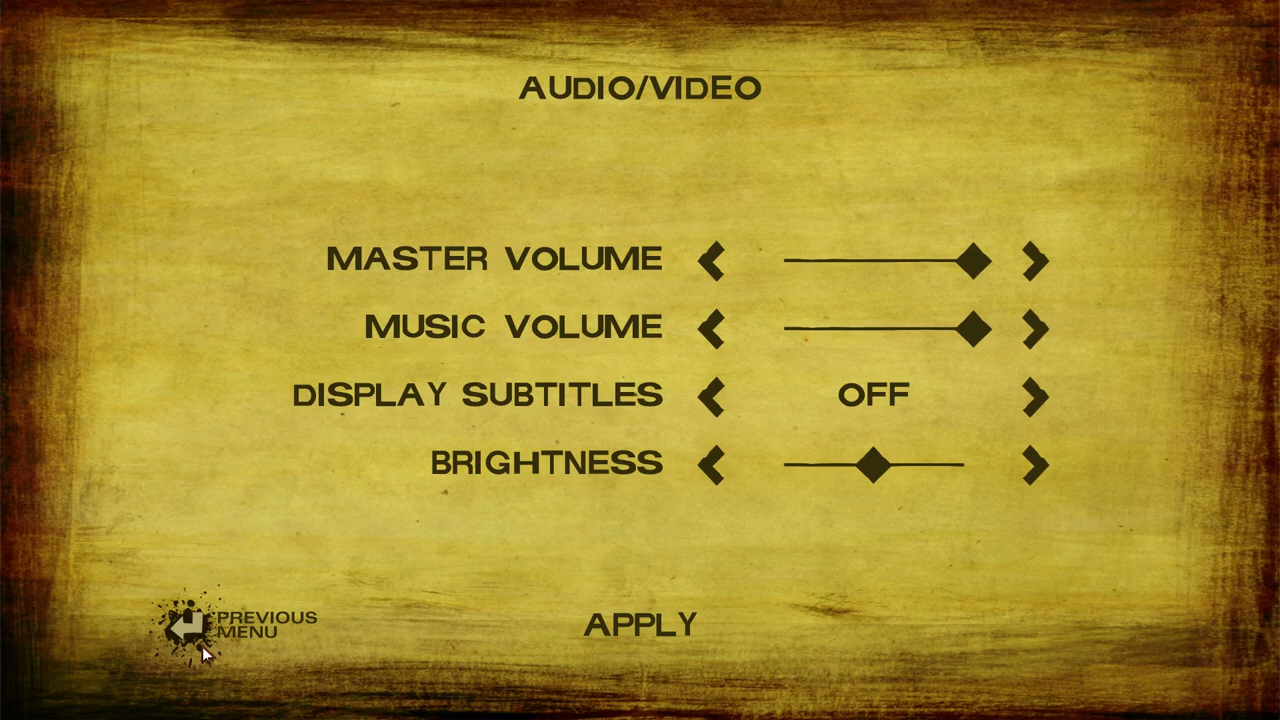 AUDIO/VIDEO
MASTER VOLUME
MUSIC VOLUME
DISPLAY SUBTITLES OFF
BRIGHTNESS
PREVIOUS
MENU
APPLY